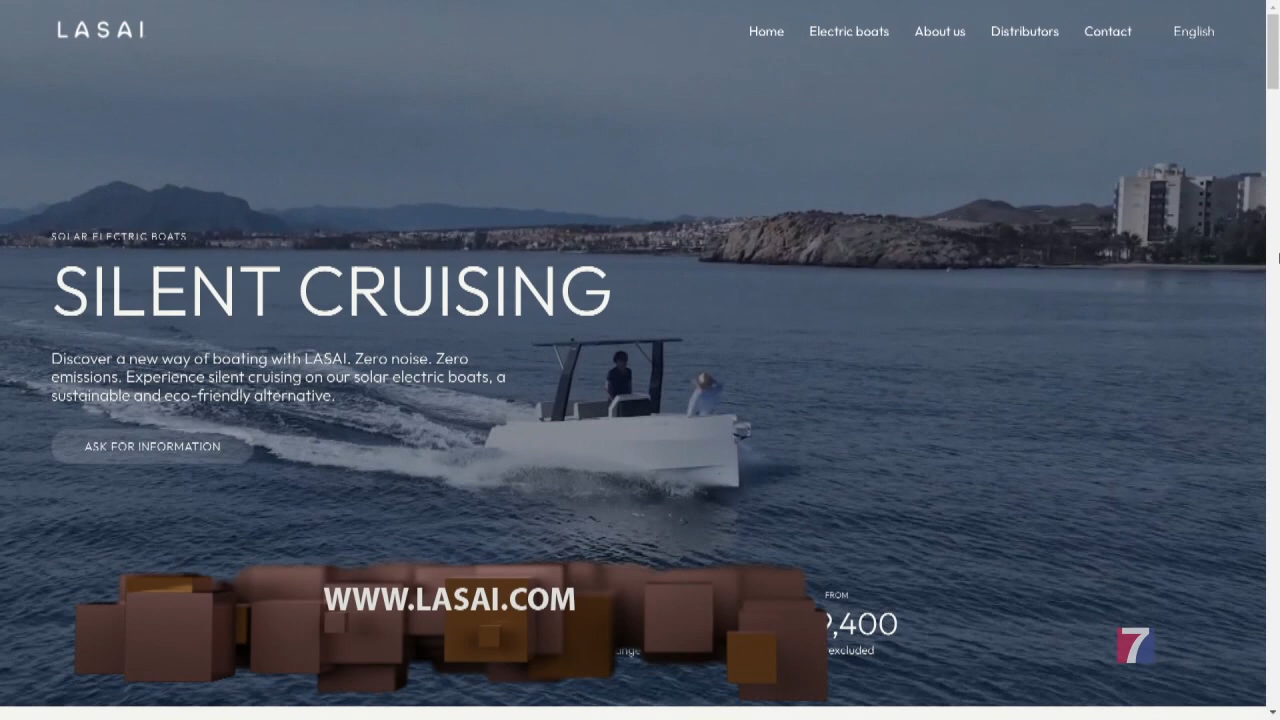 LASAI
Home Electric boats About us Distributors Contact English
SOLAR ELECTRIC BOATS
SILENT CRUISING
Discover a new way of boating with LASAI. Zero noise. Zero
emissions. Experience silent cruising on our solar electric boats, a
sustainable and eco-friendly alternative.
ASK FOR INFORMATION
WWW.LASAI.COM
FROM
,400
excluded
7